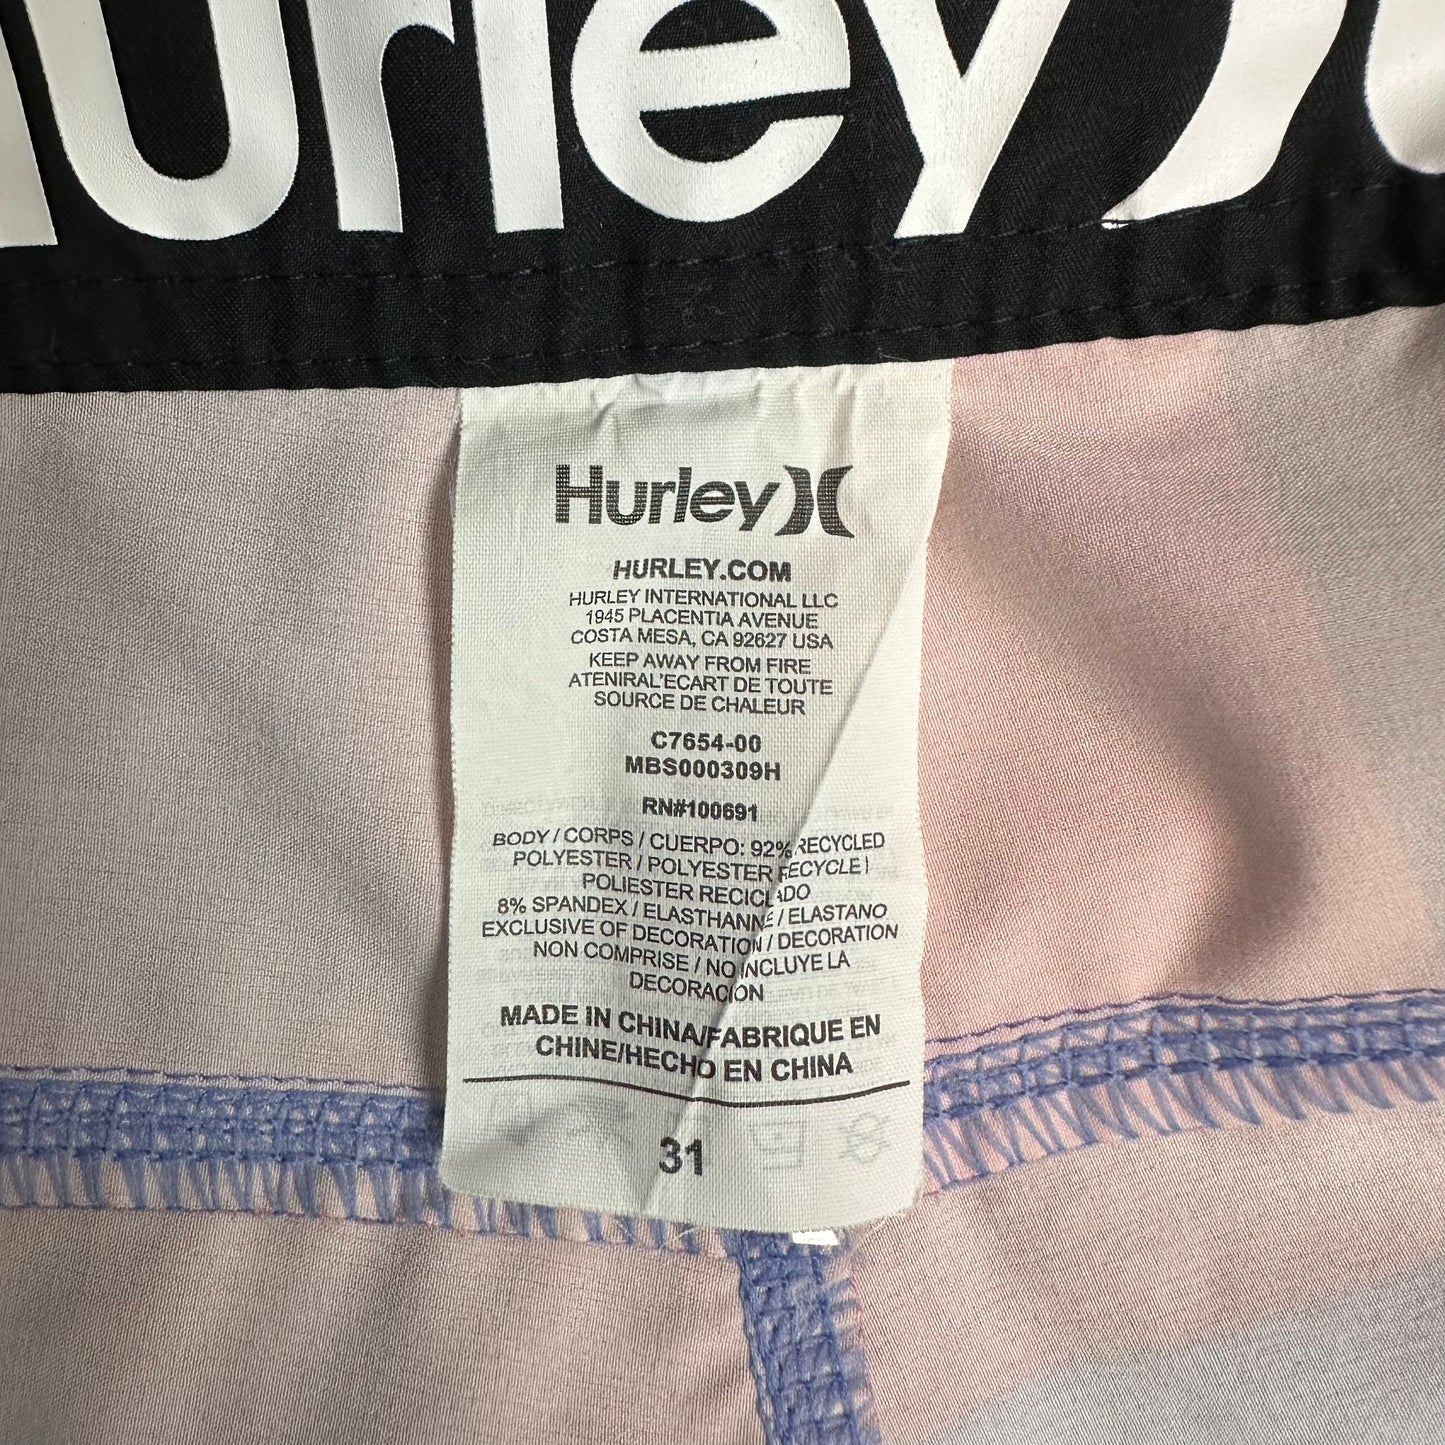 Hurley
Hurley
HURLEY.COM
HURLEY INTERNATIONAL LLC
1945 PLACENTIA AVENUE
COSTA MESA, CA 92627 USA
KEEP AWAY FROM FIRE
ATENIRAL'ECART DE TOUTE
SOURCE DE CHALEUR
C7654-00
MBS000309H
RN#100691
BODY / CORPS / CUERPO: 92% RECYCLED
POLYESTER / POLYESTER RECYCLE /
POLIESTER RECICLADO
8% SPANDEX / ELASTHANNE / ELASTANO
EXCLUSIVE OF DECORATION / DECORATION
NON COMPRISE / NO INCLUYE LA
DECORACION
MADE IN CHINA/FABRIQUE EN
CHINE/HECHO EN CHINA
31